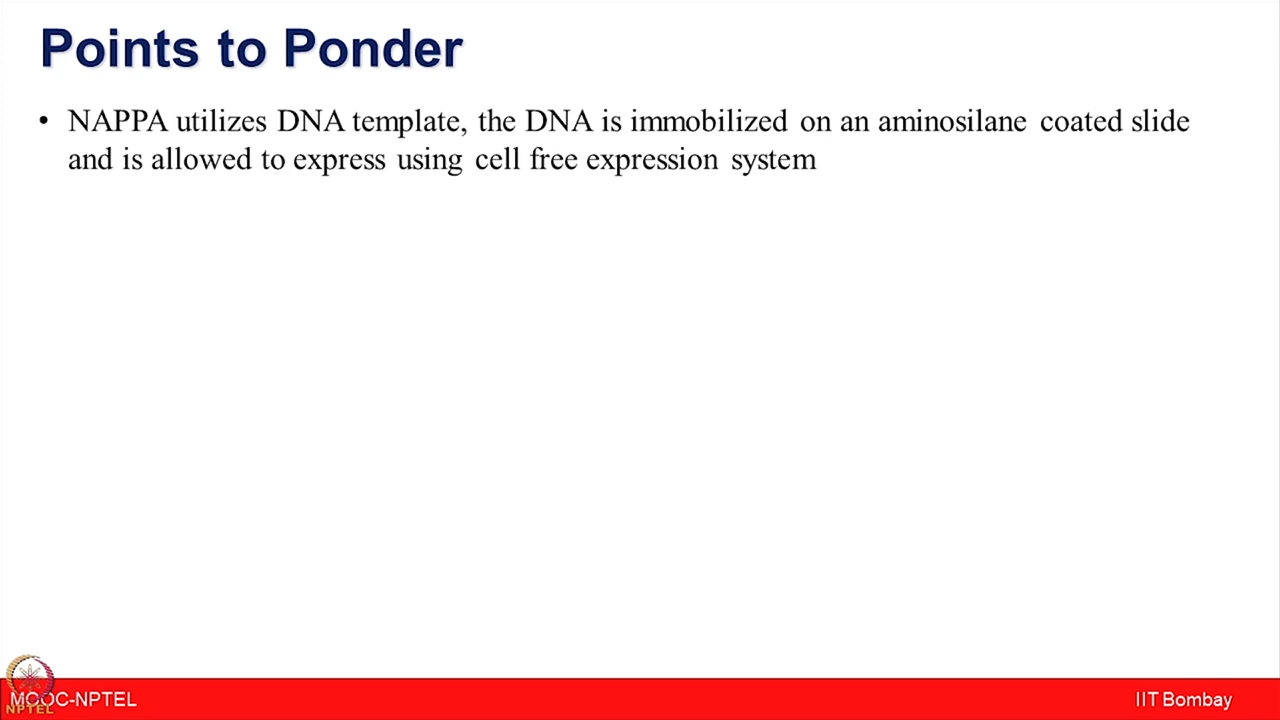 Points to Ponder
• NAPPA utilizes DNA template, the DNA is immobilized on an aminosilane coated slide
and is allowed to express using cell free expression system
MOOC-NPTEL
NPTEL
IIT Bombay